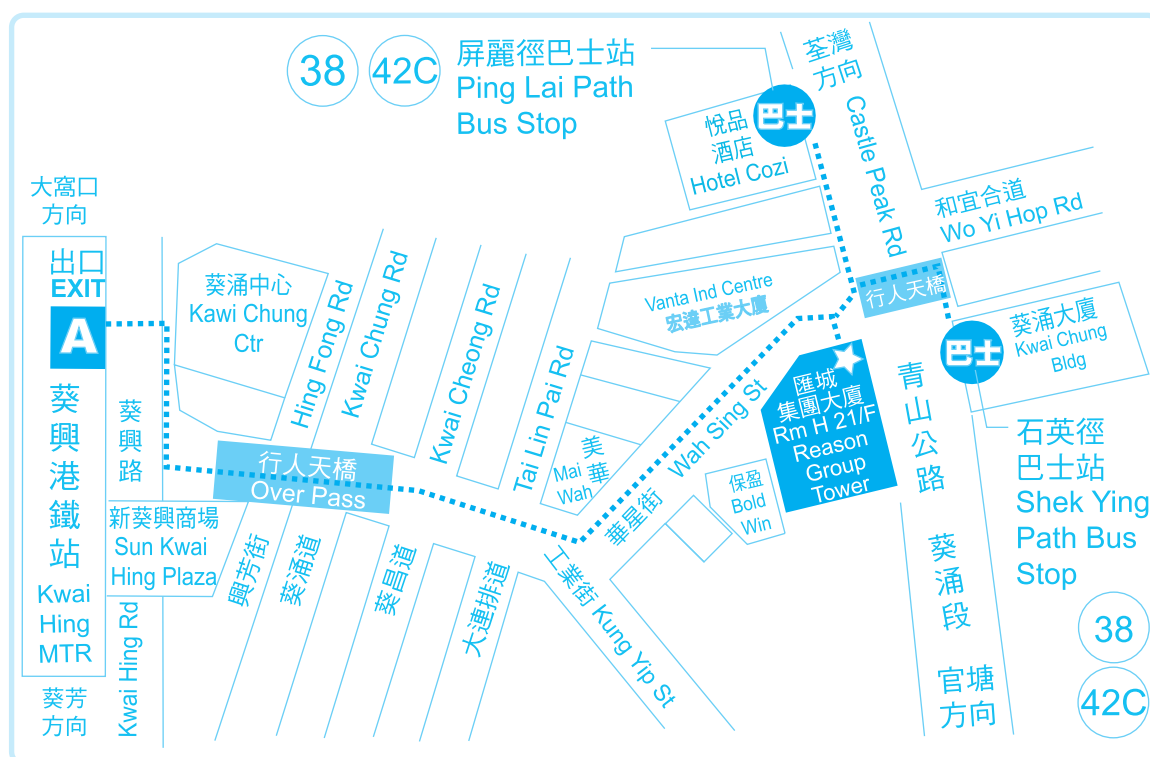 38
42C
屏麗徑巴士站
Ping Lai Path
Bus Stop
荃灣
方向
Castle Peak Rd
巴士
悅品
酒店
Hotel Cozi
和宜合道
Wo Yi Hop Rd
大窩口
方向
出口
EXIT
A
葵興港鐵站
Kwai
Hing
MTR
葵芳
方向
葵興路
Kwai Hing Rd
葵涌中心
Kawi Chung
Ctr
Hing Fong Rd
Kwai Chung Rd
Kwai Cheong Rd
Tai Lin Pai Rd
Vanta Ind Centre
宏達工業大廈
行人天橋
巴士
葵涌大廈
Kwai Chung
Bldg
匯城
集團大廈
Rm H 21/F
Reason
Group
Tower
青山公路
葵涌段
官塘
方向
石英徑
巴士站
Shek Ying
Path Bus
Stop
38
42C
行人天橋
Over Pass
美華
Mai
Wah
華星街 Wah Sing St
保盈
Bold
Win
新葵興商場
Sun Kwai
Hing Plaza
興芳街
葵涌道
葵昌道
大連排道
工業街 Kung Yip St